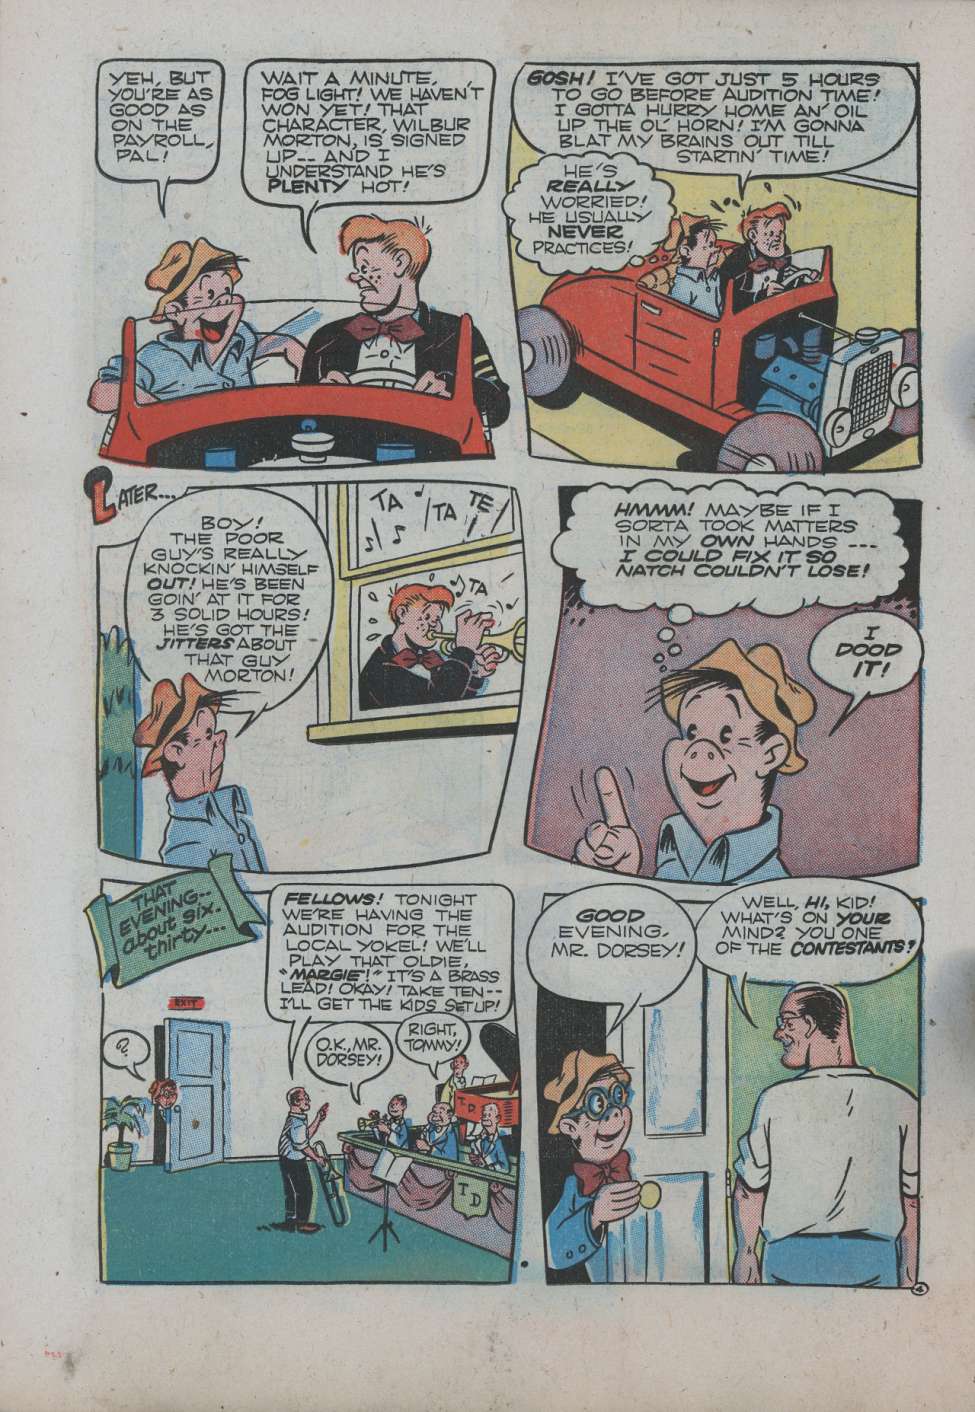 YEH, BUT
YOU'RE AS
GOOD AS
ON THE
PAYROLL,
PAL!
WAIT A MINUTE,
FOG LIGHT! WE HAVEN'T
WON YET! THAT
CHARACTER, WILBUR
MORTON, IS SIGNED
UP-- AND I
UNDERSTAND HE'S
PLENTY HOT!
GOSH! I'VE GOT JUST 5 HOURS
TO GO BEFORE AUDITION TIME!
I GOTTA HURRY HOME AN' OIL
UP THE OL' HORN! I'M GONNA
BLAT MY BRAINS OUT TILL
STARTIN' TIME!
HE'S
REALLY
WORRIED!
HE USUALLY
NEVER
PRACTICES!
LATER...
BOY!
THE POOR
GUY'S REALLY
KNOCKIN' HIMSELF
OUT! HE'S BEEN
GOIN' AT IT FOR
3 SOLID HOURS!
HE'S GOT THE
JITTERS ABOUT
THAT GUY
MORTON!
TA
TA
TE
TA
HMMM! MAYBE IF I
SORTA TOOK MATTERS
IN MY OWN HANDS ---
I COULD FIX IT SO
NATCH COULDN'T LOSE!
I
DOOD
IT!
THAT
EVENING..
about six.
thirty...
FELLOWS! TONIGHT
WE'RE HAVING THE
AUDITION FOR THE
LOCAL YOKEL! WE'LL
PLAY THAT OLDIE,
"MARGIE!" IT'S A BRASS
LEAD! OKAY! TAKE TEN--
I'LL GET THE KIDS SET UP!
EXIT
?
O.K., MR.
DORSEY!
RIGHT,
TOMMY!
T D
T D
GOOD
EVENING,
MR. DORSEY!
WELL, HI, KID!
WHAT'S ON YOUR
MIND? YOU ONE
OF THE CONTESTANTS?
4